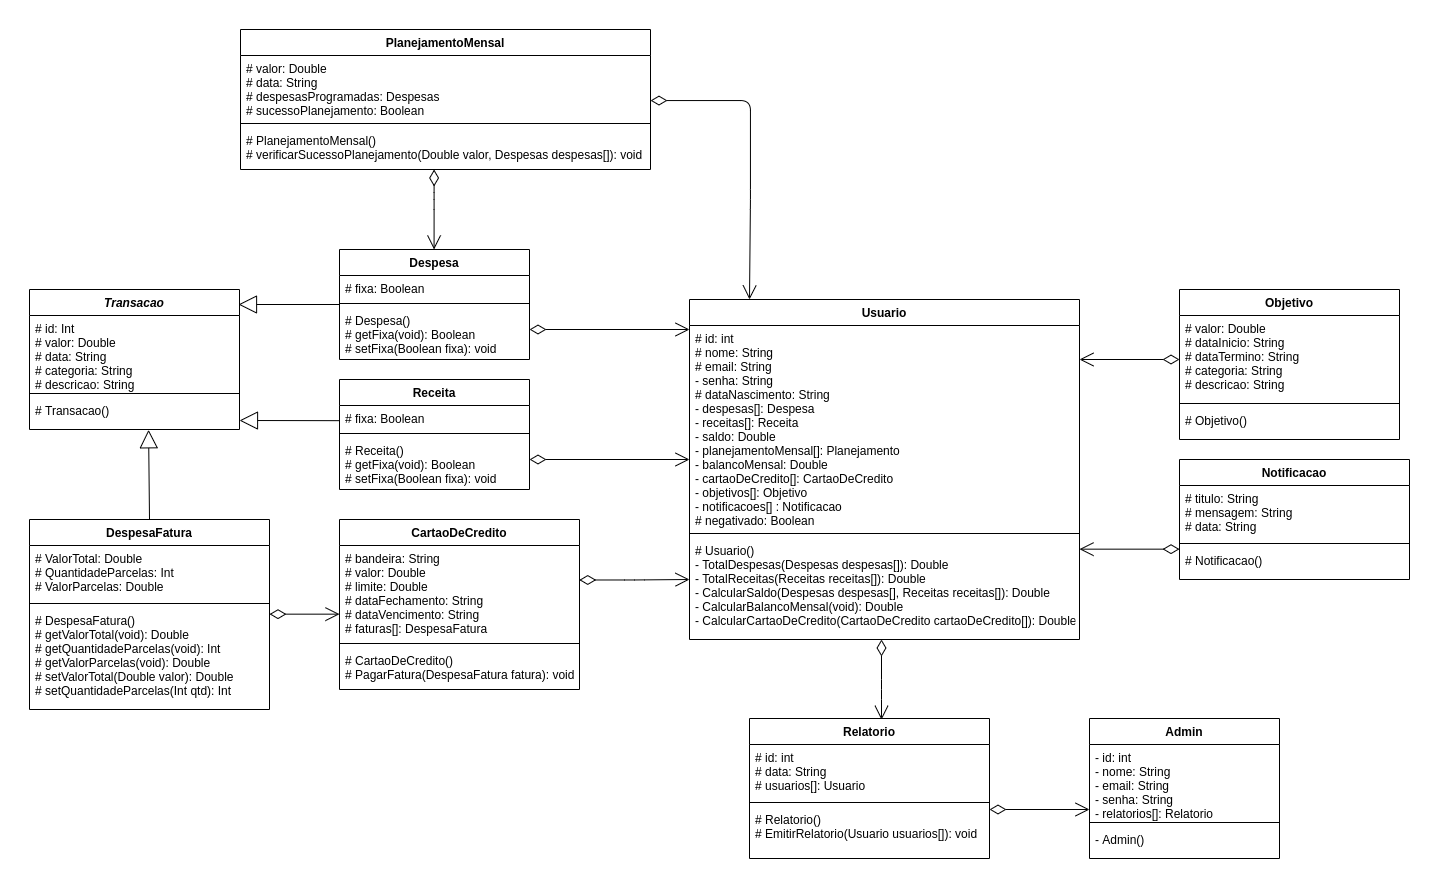 PlanejamentoMensal
# valor: Double
# data: String
# despesasProgramadas: Despesas
# sucessoPlanejamento: Boolean
# PlanejamentoMensal()
# verificarSucessoPlanejamento(Double valor, Despesas despesas[]): void
Despesa
# fixa: Boolean
# Despesa()
# getFixa(void): Boolean
# setFixa(Boolean fixa): void
Transacao
# id: Int
# valor: Double
# data: String
# categoria: String
# descricao: String
# Transacao()
Receita
# fixa: Boolean
# Receita()
# getFixa(void): Boolean
# setFixa(Boolean fixa): void
Usuario
# id: int
# nome: String
# email: String
- senha: String
# dataNascimento: String
- despesas[]: Despesa
- receitas[]: Receita
- saldo: Double
- planejamentoMensal[]: Planejamento
- balancoMensal: Double
- cartaoDeCredito[]: CartaoDeCredito
- objetivos[]: Objetivo
- notificacoes[] : Notificacao
# negativado: Boolean
# Usuario()
- TotalDespesas(Despesas despesas[]): Double
- TotalReceitas(Receitas receitas[]): Double
- CalcularSaldo(Despesas despesas[], Receitas receitas[]): Double
- CalcularBalancoMensal(void): Double
- CalcularCartaoDeCredito(CartaoDeCredito cartaoDeCredito[]): Double
Objetivo
# valor: Double
# dataInicio: String
# dataTermino: String
# categoria: String
# descricao: String
# Objetivo()
Notificacao
# titulo: String
# mensagem: String
# data: String
# Notificacao()
DespesaFatura
# ValorTotal: Double
# QuantidadeParcelas: Int
# ValorParcelas: Double
# DespesaFatura()
# getValorTotal(void): Double
# getQuantidadeParcelas(void): Int
# getValorParcelas(void): Double
# setValorTotal(Double valor): Double
# setQuantidadeParcelas(Int qtd): Int
CartaoDeCredito
# bandeira: String
# valor: Double
# limite: Double
# dataFechamento: String
# dataVencimento: String
# faturas[]: DespesaFatura
# CartaoDeCredito()
# PagarFatura(DespesaFatura fatura): void
Relatorio
# id: int
# data: String
# usuarios[]: Usuario
# Relatorio()
# EmitirRelatorio(Usuario usuarios[]): void
Admin
- id: int
- nome: String
- email: String
- senha: String
- relatorios[]: Relatorio
- Admin()